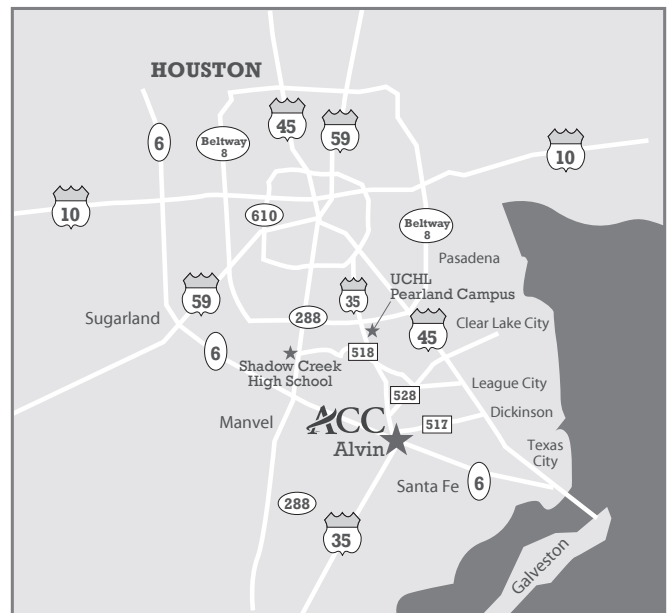 HOUSTON
45
59
6
Beltway
8
10
10
610
Beltway
8
Pasadena
UCHL
Pearland Campus
59
35
Sugarland
288
45
Clear Lake City
6
518
Shadow Creek
High School
League City
528
Dickinson
Manvel
ACC
Alvin
517
Texas
City
Santa Fe
6
288
35
Galveston